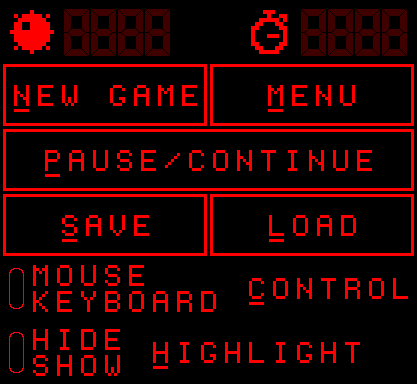 NEW GAME MENU
PAUSE/CONTINUE
SAVE LOAD
MOUSE
KEYBOARD CONTROL
HIDE
SHOW HIGHLIGHT